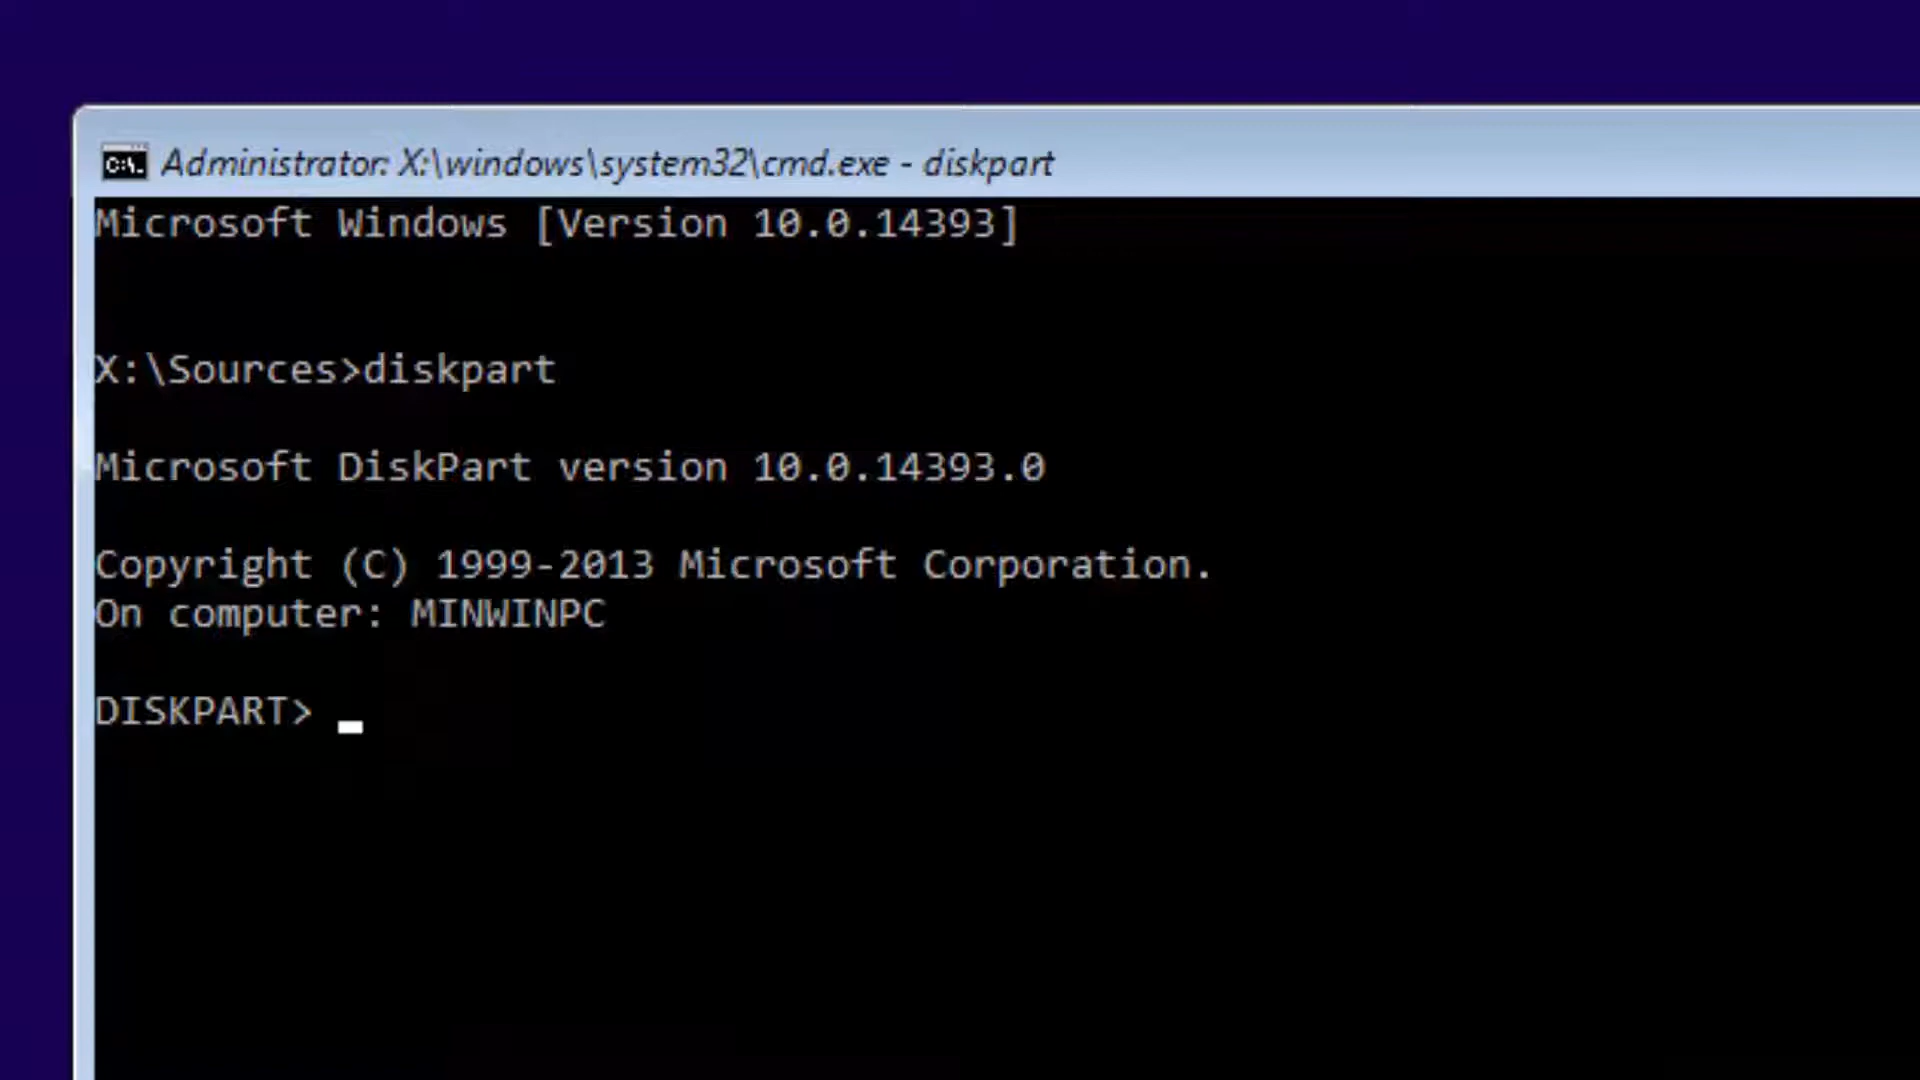 C:\.
Administrator: X:\windows\system32\cmd.exe - diskpart
Microsoft Windows [Version 10.0.14393]
X:\Sources>diskpart
Microsoft DiskPart version 10.0.14393.0
Copyright (C) 1999-2013 Microsoft Corporation.
On computer: MINWINPC
DISKPART>